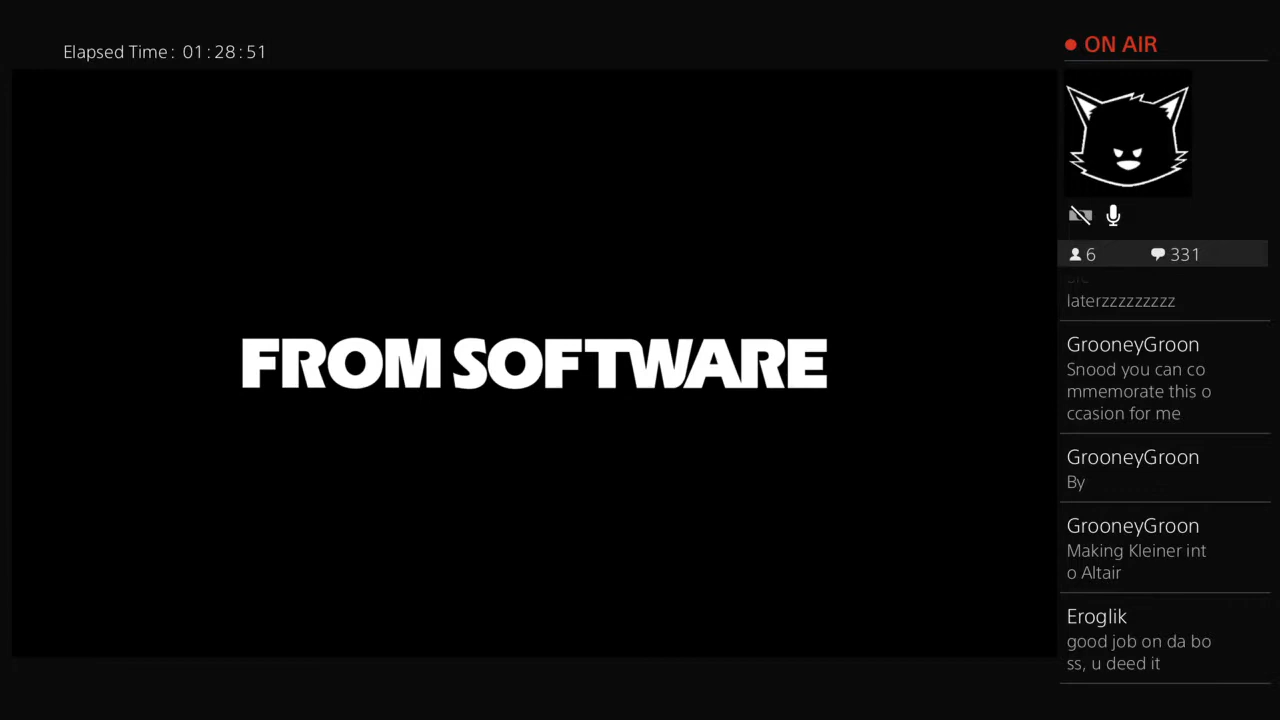 Elapsed Time: 01:28:51
ON AIR
FROM SOFTWARE
6
331
laterzzzzzzzzz
GrooneyGroon
Snood you can co
mmemorate this o
ccasion for me
GrooneyGroon
By
GrooneyGroon
Making Kleiner int
o Altair
Eroglik
good job on da bo
ss, u deed it